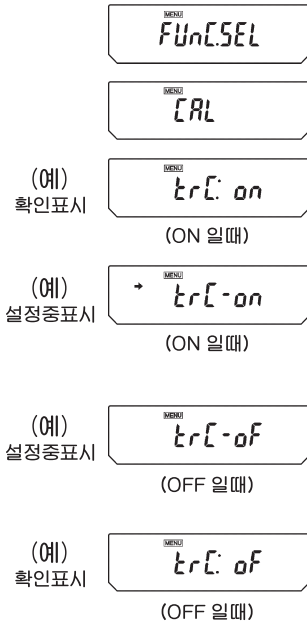 MENU
FUnC.SEL
MENU
CAL
(예)
확인표시
MENU
trC: on
(ON 일때)
(예)
설정중표시
➔ MENU
trC-on
(ON 일때)
(예)
설정중표시
MENU
trC-oF
(OFF 일때)
(예)
확인표시
MENU
trC: oF
(OFF 일때)